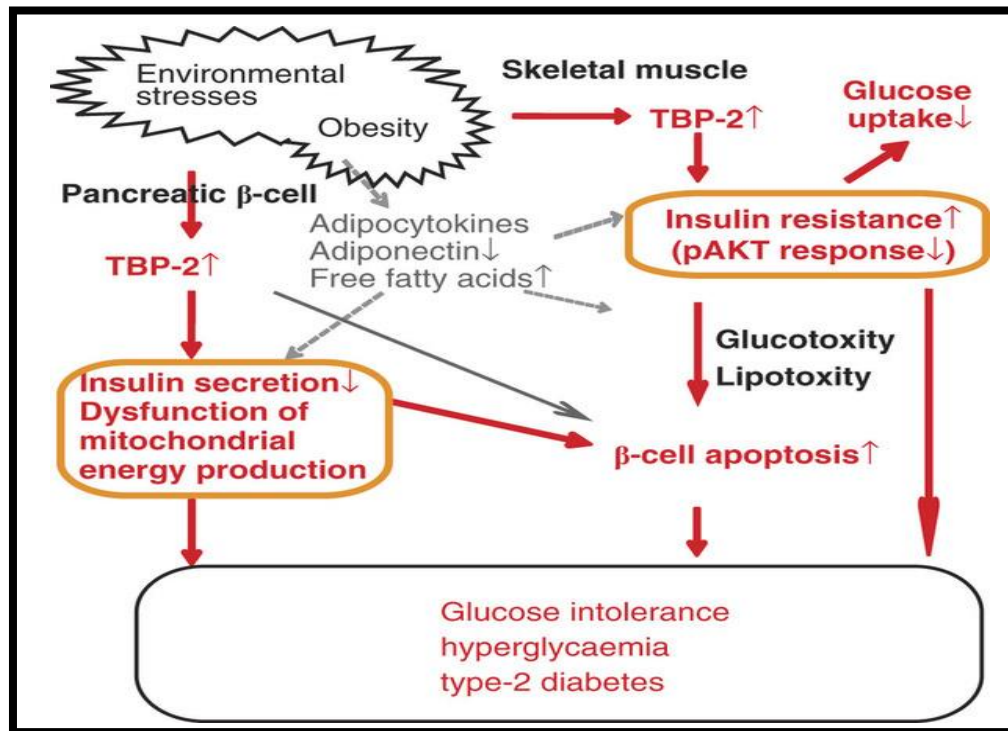 Environmental
stresses
Obesity
Skeletal muscle
TBP-2↑
Glucose
uptake↓
Pancreatic β-cell
TBP-2↑
Adipocytokines
Adiponectin↓
Free fatty acids↑
Insulin resistance↑
(pAKT response↓)
Glucotoxity
Lipotoxity
Insulin secretion↓
Dysfunction of
mitochondrial
energy production
β-cell apoptosis↑
Glucose intolerance
hyperglycaemia
type-2 diabetes